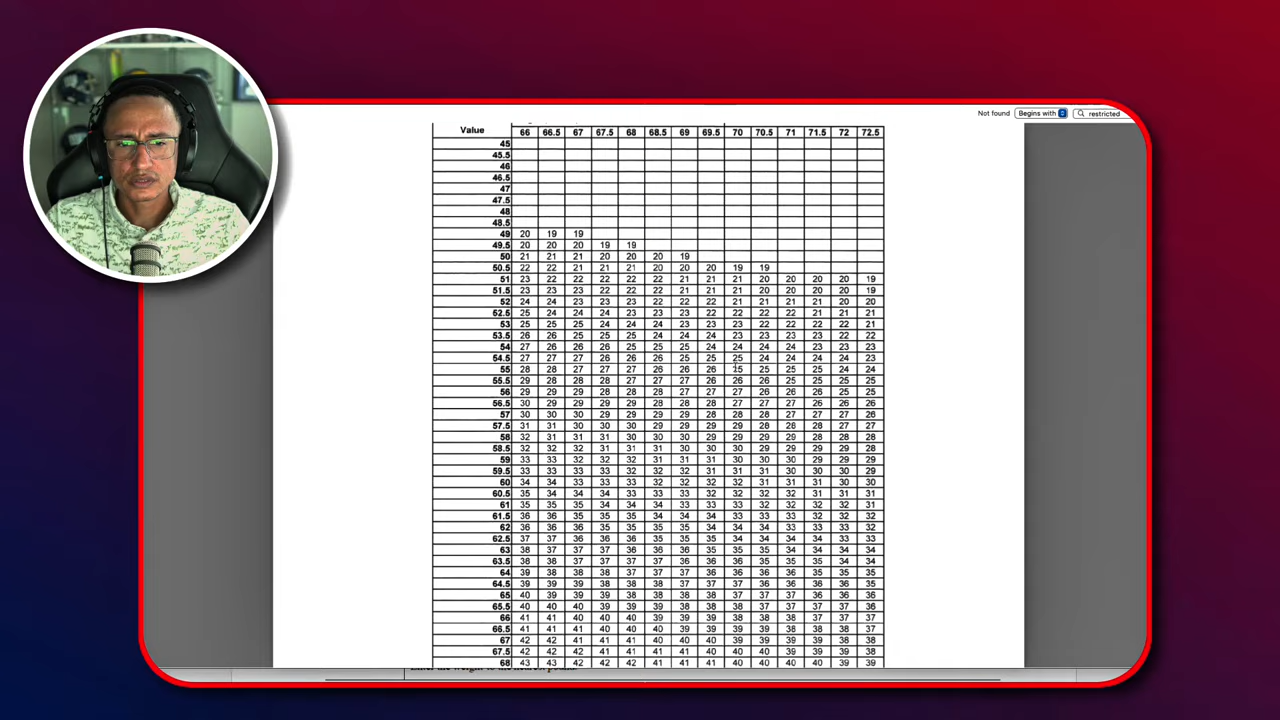 Not found Begins with restricted
Value 66 66.5 67 67.5 68 68.5 69 69.5 70 70.5 71 71.5 72 72.5
45
45.5
46
46.5
47
47.5
48
48.5
49 20 19 19
49.5 20 20 20 19 19
50 21 21 21 20 20 20 19
50.5 22 22 21 21 21 20 20 20 19 19
51 23 22 22 22 22 22 21 21 21 20 20 20 20 19
51.5 23 23 23 22 22 22 21 21 21 20 20 20 20 19
52 24 24 23 23 23 22 22 22 21 21 21 21 20 20
52.5 25 24 24 24 23 23 23 22 22 22 22 21 21 21
53 25 25 25 24 24 24 23 23 23 22 22 22 22 21
53.5 26 26 25 25 25 24 24 24 23 23 23 23 22 22
54 27 26 26 26 25 25 25 24 24 24 24 23 23 23
54.5 27 27 27 26 26 26 25 25 25 24 24 24 24 23
55 28 28 27 27 27 26 26 26 25 25 25 25 24 24
55.5 29 28 28 28 27 27 27 26 26 26 25 25 25 25
56 29 29 29 28 28 28 27 27 27 26 26 26 25 25
56.5 30 29 29 29 29 28 28 28 27 27 27 26 26 26
57 30 30 30 29 29 29 29 28 28 28 27 27 27 26
57.5 31 31 30 30 30 29 29 29 29 28 28 28 27 27
58 32 31 31 31 30 30 30 29 29 29 29 28 28 28
58.5 32 32 32 31 31 31 30 30 30 29 29 29 29 28
59 33 33 32 32 32 31 31 31 30 30 30 29 29 29
59.5 33 33 33 33 32 32 32 31 31 31 30 30 30 29
60 34 34 33 33 33 32 32 32 32 31 31 31 30 30
60.5 35 34 34 34 33 33 33 32 32 32 32 31 31 31
61 35 35 35 34 34 34 33 33 33 32 32 32 32 31
61.5 36 36 35 35 34 34 34 34 33 33 33 32 32 32
62 36 36 36 35 35 35 35 34 34 34 33 33 33 32
62.5 37 37 36 36 36 35 35 35 34 34 34 34 33 33
63 38 37 37 37 36 36 36 35 35 35 34 34 34 34
63.5 38 38 37 37 37 37 36 36 36 35 35 35 34 34
64 39 38 38 38 37 37 37 36 36 36 36 35 35 35
64.5 39 39 39 38 38 38 37 37 37 36 36 36 36 35
65 40 39 39 39 38 38 38 38 37 37 37 36 36 36
65.5 40 40 40 39 39 39 38 38 38 37 37 37 37 36
66 41 41 40 40 40 39 39 39 38 38 38 37 37 37
66.5 41 41 41 40 40 40 40 39 39 39 38 38 38 37
67 42 42 41 41 41 40 40 40 39 39 39 39 38 38
67.5 42 42 42 41 41 41 41 40 40 40 39 39 39 38
68 43 43 42 42 42 41 41 41 40 40 40 40 39 39